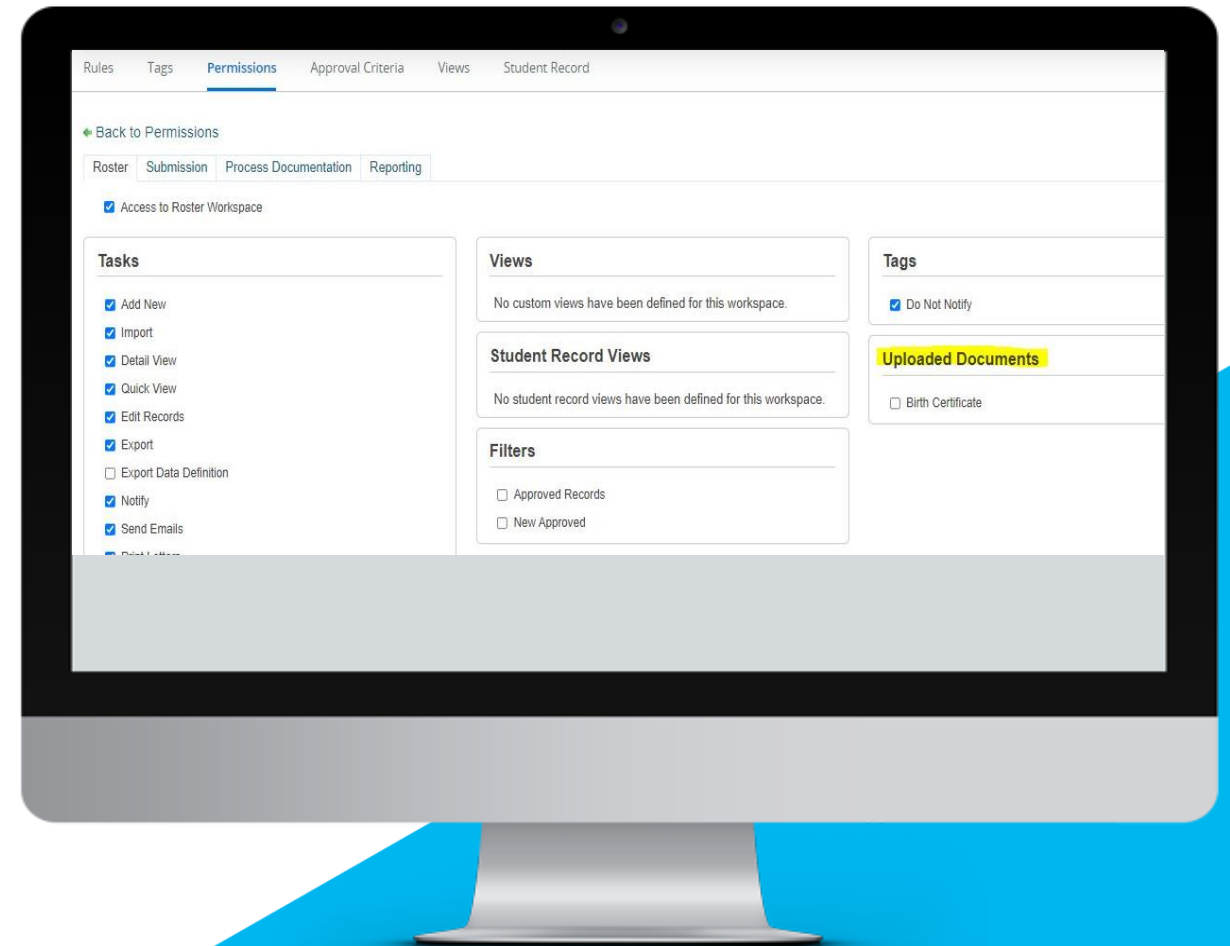 Rules Tags Permissions Approval Criteria Views Student Record
Back to Permissions
Roster Submission Process Documentation Reporting
Access to Roster Workspace
Tasks
Add New
Import
Detail View
Quick View
Edit Records
Export
Export Data Definition
Notify
Send Emails
Print Letters
Views
No custom views have been defined for this workspace.
Student Record Views
No student record views have been defined for this workspace.
Filters
Approved Records
New Approved
Tags
Do Not Notify
Uploaded Documents
Birth Certificate